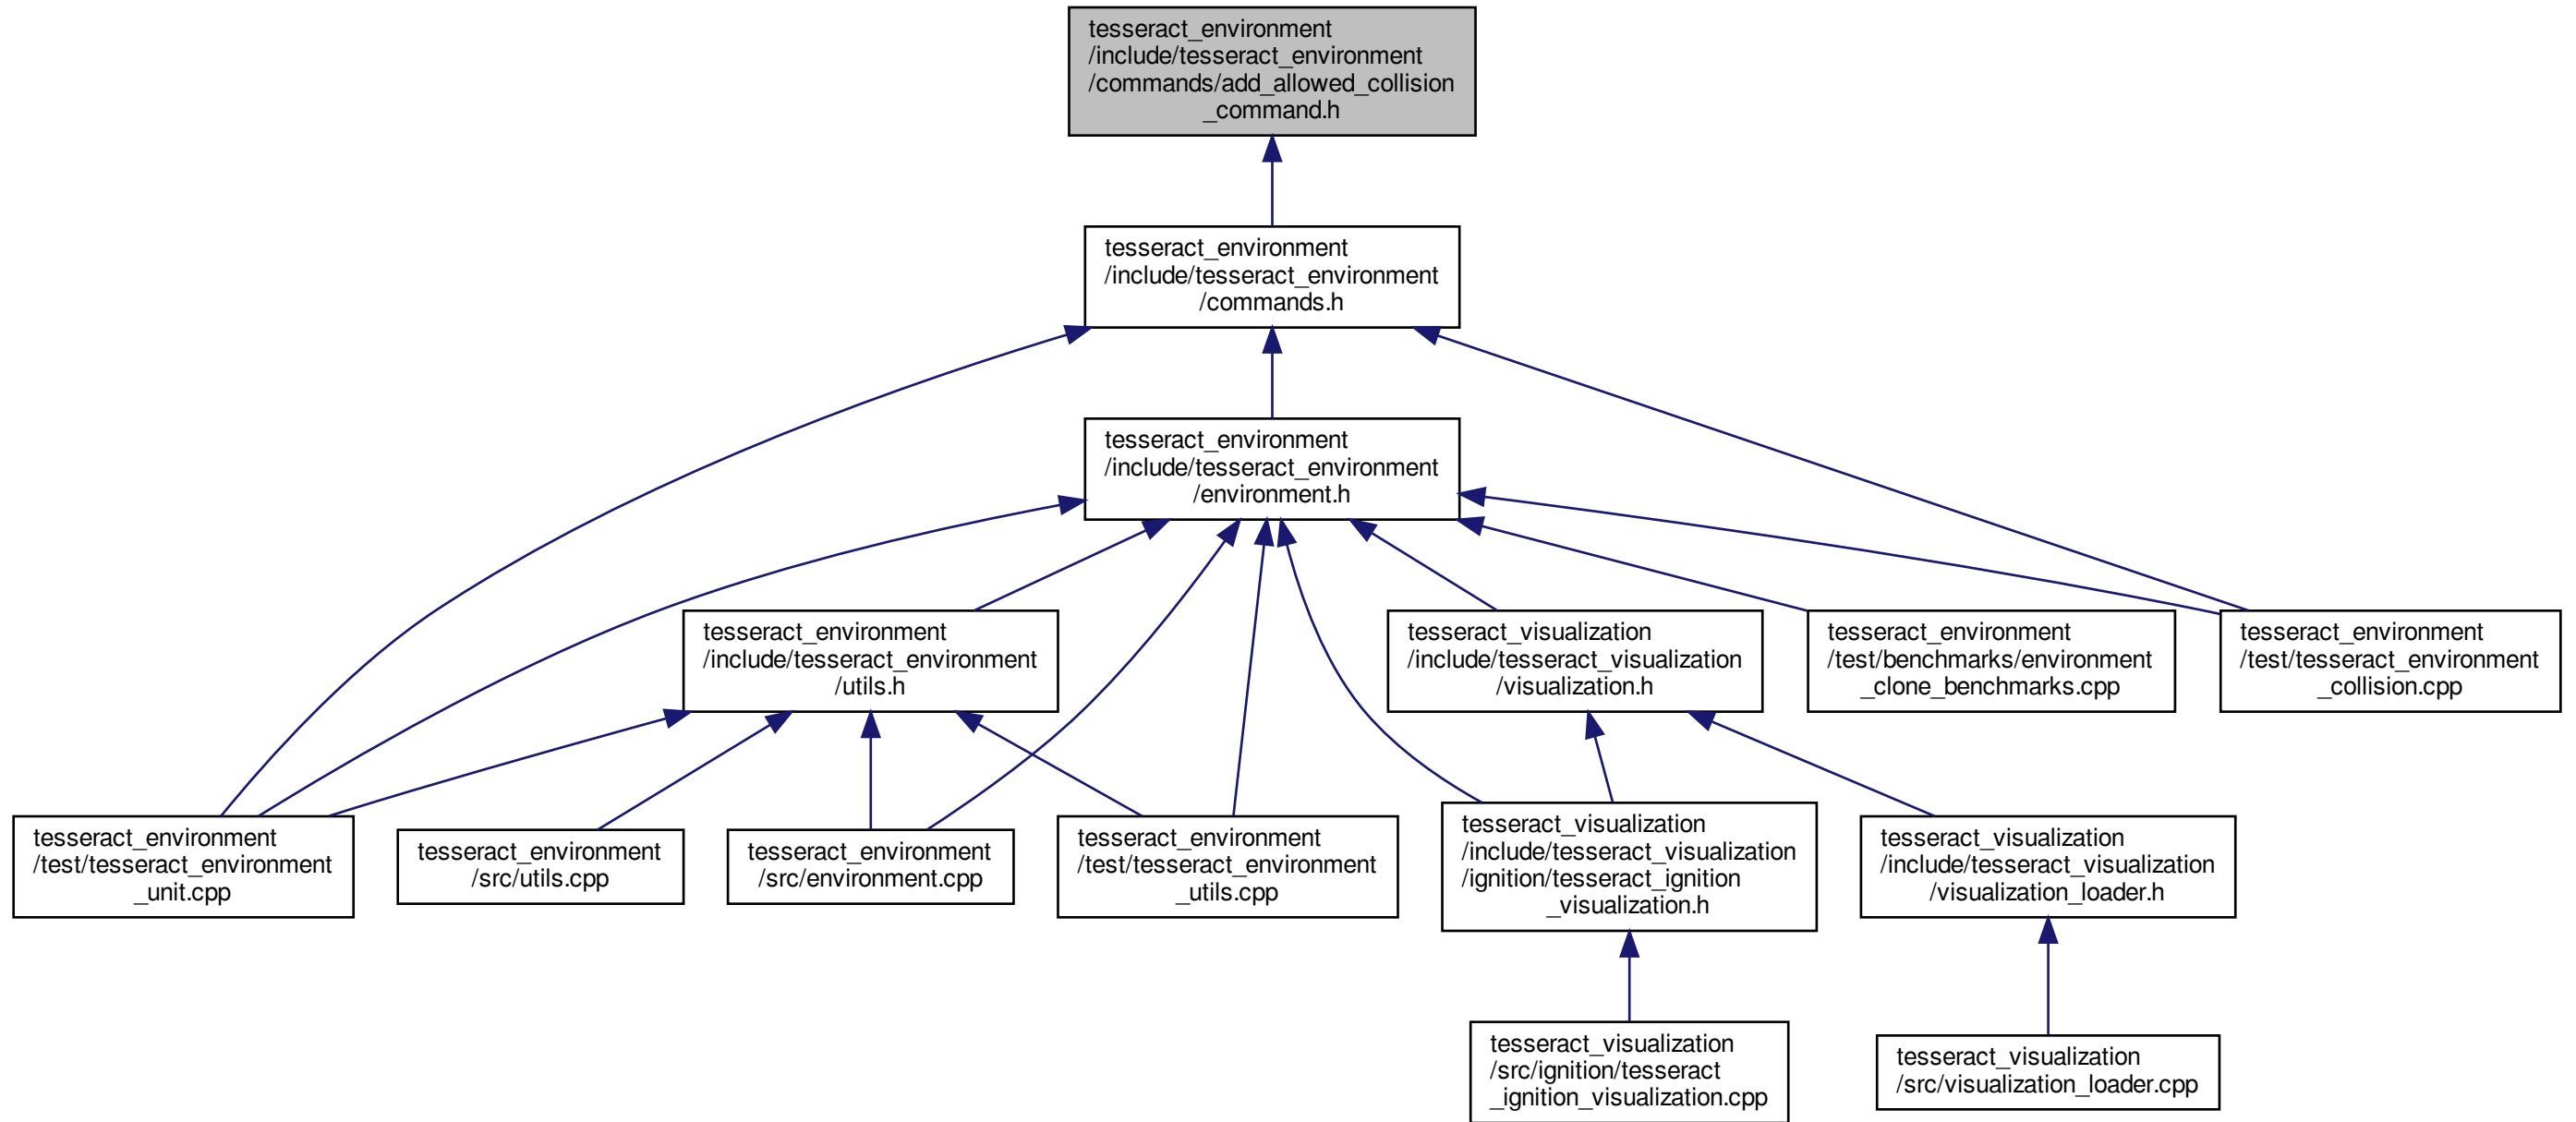 tesseract_environment
/include/tesseract_environment
/commands/add_allowed_collision
_command.h
tesseract_environment
/include/tesseract_environment
/commands.h
tesseract_environment
/include/tesseract_environment
/environment.h
tesseract_environment
/include/tesseract_environment
/utils.h
tesseract_visualization
/include/tesseract_visualization
/visualization.h
tesseract_environment
/test/benchmarks/environment
_clone_benchmarks.cpp
tesseract_environment
/test/tesseract_environment
_collision.cpp
tesseract_environment
/test/tesseract_environment
_unit.cpp
tesseract_environment
/src/utils.cpp
tesseract_environment
/src/environment.cpp
tesseract_environment
/test/tesseract_environment
_utils.cpp
tesseract_visualization
/include/tesseract_visualization
/ignition/tesseract_ignition
_visualization.h
tesseract_visualization
/include/tesseract_visualization
/visualization_loader.h
tesseract_visualization
/src/ignition/tesseract
_ignition_visualization.cpp
tesseract_visualization
/src/visualization_loader.cpp